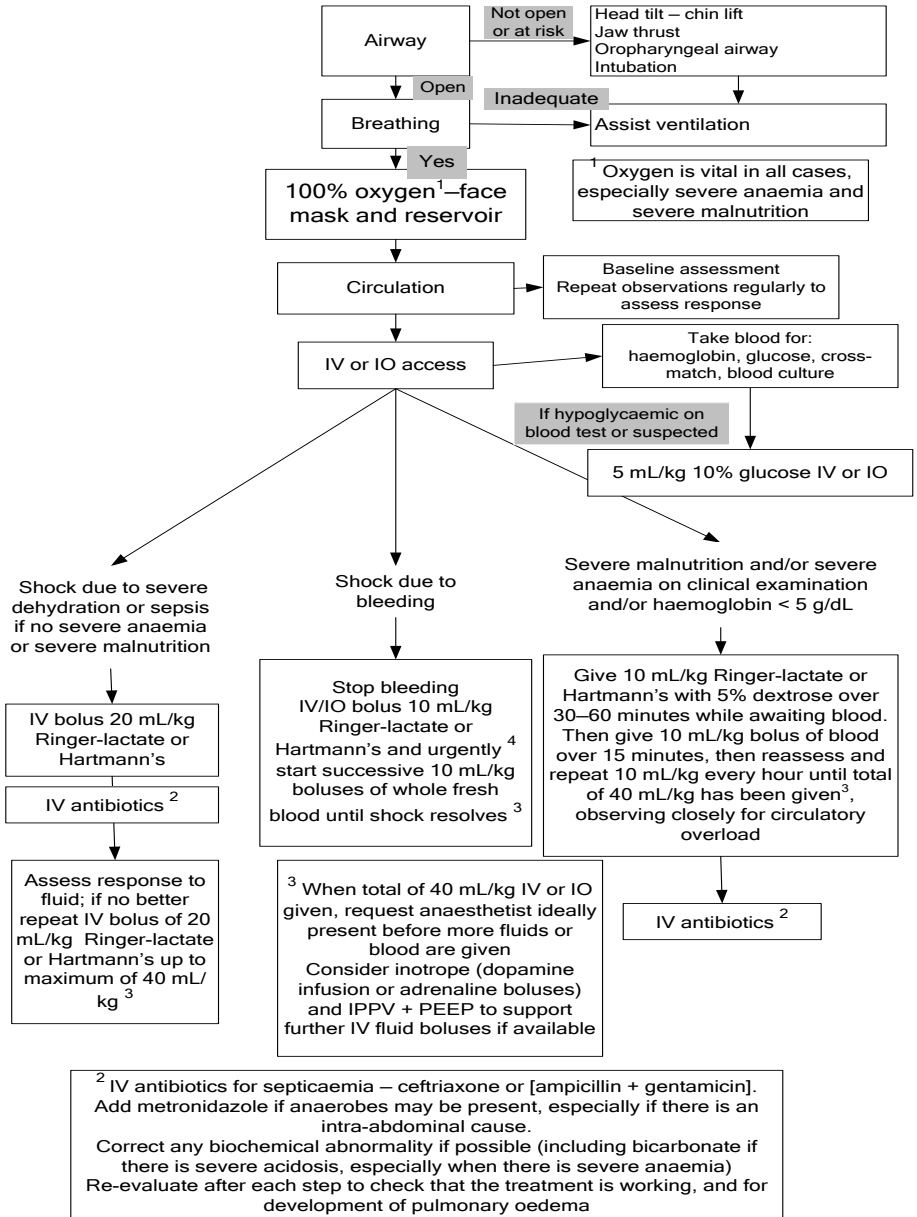 Airway
Not open
or at risk
Head tilt – chin lift
Jaw thrust
Oropharyngeal airway
Intubation
Open
Breathing
Inadequate
Assist ventilation
Yes
100% oxygen1–face
mask and reservoir
1 Oxygen is vital in all cases,
especially severe anaemia and
severe malnutrition
Circulation
Baseline assessment
Repeat observations regularly to
assess response
IV or IO access
Take blood for:
haemoglobin, glucose, cross-
match, blood culture
If hypoglycaemic on
blood test or suspected
5 mL/kg 10% glucose IV or IO
Shock due to severe
dehydration or sepsis
if no severe anaemia
or severe malnutrition
IV bolus 20 mL/kg
Ringer-lactate or
Hartmann's
IV antibiotics 2
Assess response to
fluid; if no better
repeat IV bolus of 20
mL/kg Ringer-lactate
or Hartmann's up to
maximum of 40 mL/
kg 3
Shock due to
bleeding
Stop bleeding
IV/IO bolus 10 mL/kg
Ringer-lactate or
Hartmann's and urgently 4
start successive 10 mL/kg
boluses of whole fresh
blood until shock resolves 3
3 When total of 40 mL/kg IV or IO
given, request anaesthetist ideally
present before more fluids or
blood are given
Consider inotrope (dopamine
infusion or adrenaline boluses)
and IPPV + PEEP to support
further IV fluid boluses if available
Severe malnutrition and/or severe
anaemia on clinical examination
and/or haemoglobin < 5 g/dL
Give 10 mL/kg Ringer-lactate or
Hartmann's with 5% dextrose over
30–60 minutes while awaiting blood.
Then give 10 mL/kg bolus of blood
over 15 minutes, then reassess and
repeat 10 mL/kg every hour until total
of 40 mL/kg has been given3,
observing closely for circulatory
overload
IV antibiotics 2
2 IV antibiotics for septicaemia – ceftriaxone or [ampicillin + gentamicin].
Add metronidazole if anaerobes may be present, especially if there is an
intra-abdominal cause.
Correct any biochemical abnormality if possible (including bicarbonate if
there is severe acidosis, especially when there is severe anaemia)
Re-evaluate after each step to check that the treatment is working, and for
development of pulmonary oedema